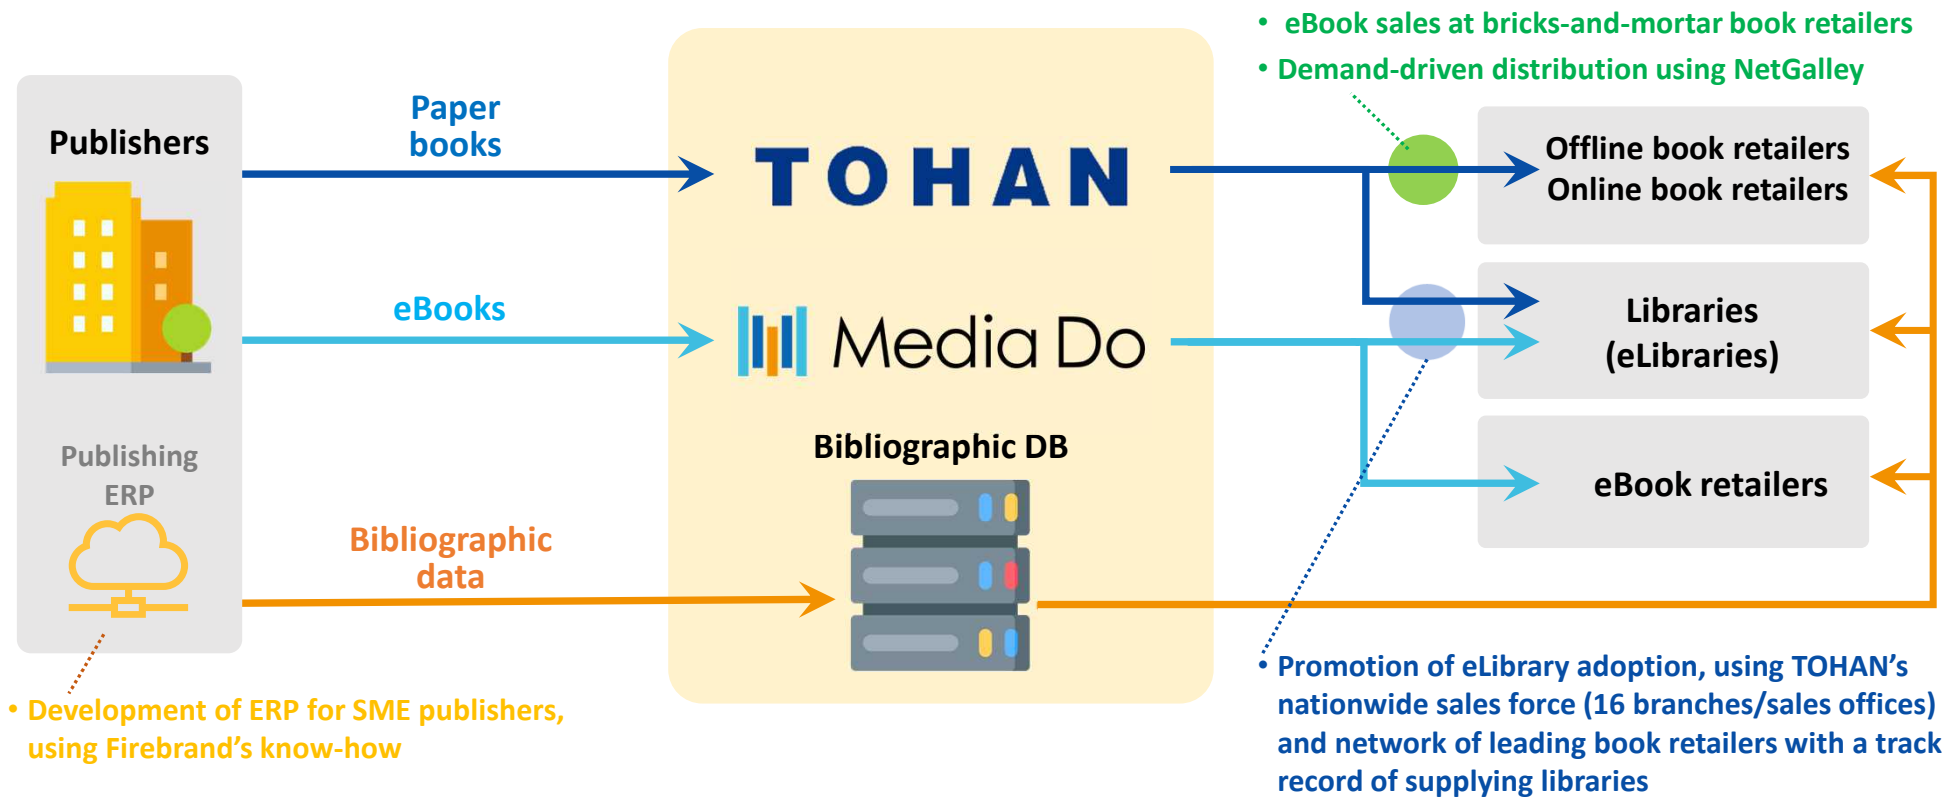 • eBook sales at bricks-and-mortar book retailers
• Demand-driven distribution using NetGalley
Publishers
Paper
books
TOHAN
Offline book retailers
Online book retailers
eBooks
Media Do
Libraries
(eLibraries)
Publishing
ERP
Bibliographic DB
eBook retailers
Bibliographic
data
• Development of ERP for SME publishers,
using Firebrand's know-how
• Promotion of eLibrary adoption, using TOHAN's
nationwide sales force (16 branches/sales offices)
and network of leading book retailers with a track
record of supplying libraries